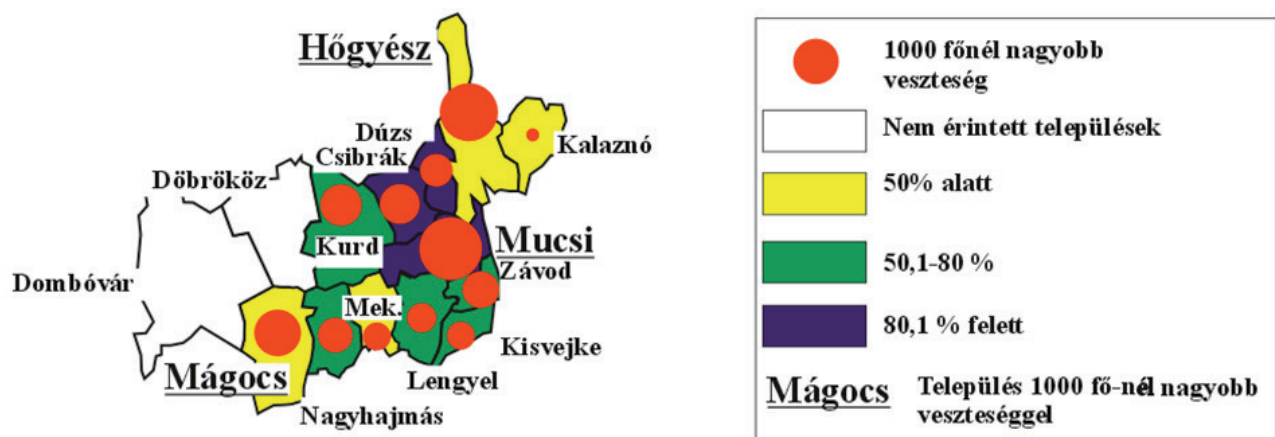 Hőgyész
Dúzs
Csibrák
Kalaznó
Döbrököz
Kurd
Mucsi
Závod
Dombóvár
Mek.
Kisvejke
Mágocs
Lengyel
Nagyhajmás
1000 főnél nagyobb
veszteség
Nem érintett települések
50% alatt
50,1-80 %
80,1 % felett
Mágocs
Település 1000 fő-nél nagyobb
veszteséggel